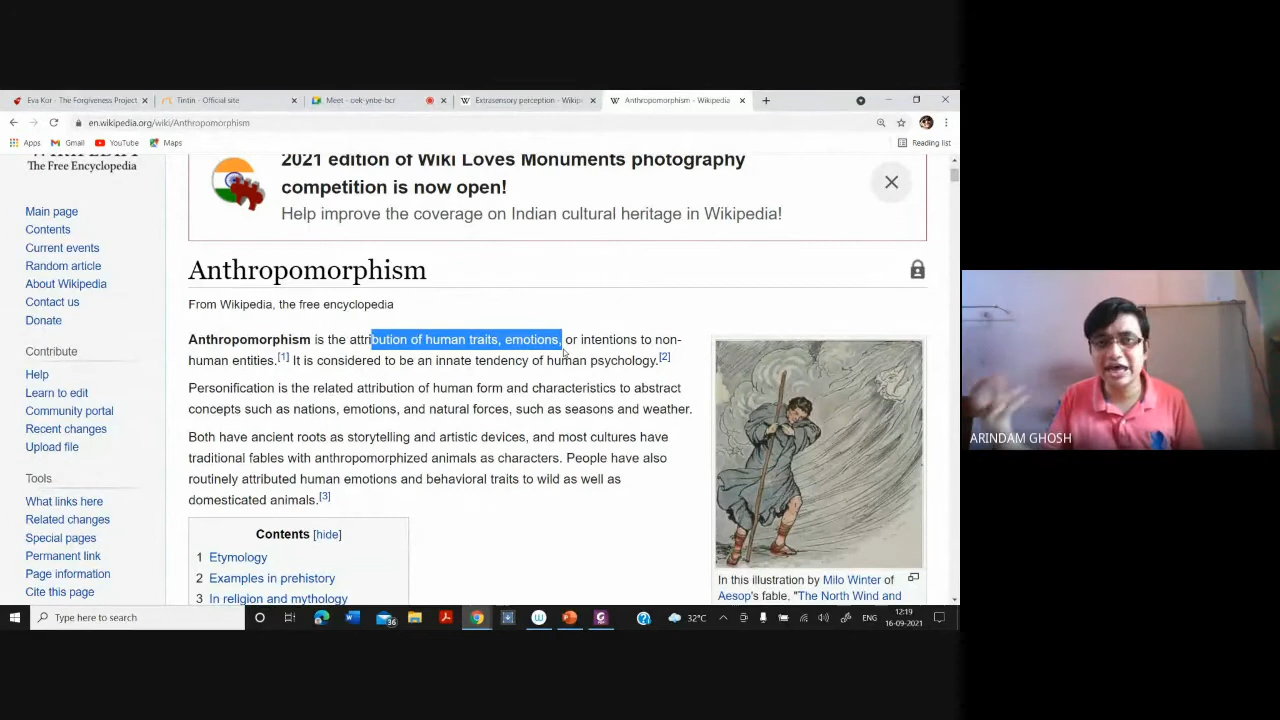 Eva Kor - The Forgiveness Project
Tintin - Official site
Meet - oek-ynbe-bcr
Extrasensory perception - Wikipe
Anthropomorphism - Wikipedia
en.wikipedia.org/wiki/Anthropomorphism
Apps Gmail YouTube Maps Reading list
The Free Encyclopedia
2021 edition of Wiki Loves Monuments photography
competition is now open!
Help improve the coverage on Indian cultural heritage in Wikipedia!
Main page
Contents
Current events
Random article
About Wikipedia
Contact us
Donate
Contribute
Help
Learn to edit
Community portal
Recent changes
Upload file
Tools
What links here
Related changes
Special pages
Permanent link
Page information
Cite this page
Anthropomorphism
From Wikipedia, the free encyclopedia
Anthropomorphism is the attribution of human traits, emotions, or intentions to non-
human entities.[1] It is considered to be an innate tendency of human psychology.[2]
Personification is the related attribution of human form and characteristics to abstract
concepts such as nations, emotions, and natural forces, such as seasons and weather.
Both have ancient roots as storytelling and artistic devices, and most cultures have
traditional fables with anthropomorphized animals as characters. People have also
routinely attributed human emotions and behavioral traits to wild as well as
domesticated animals.[3]
Contents [hide]
1 Etymology
2 Examples in prehistory
3 In religion and mythology
In this illustration by Milo Winter of
Aesop's fable, "The North Wind and
ARINDAM GHOSH
Type here to search
36
32°C
ENG
12:19
16-09-2021